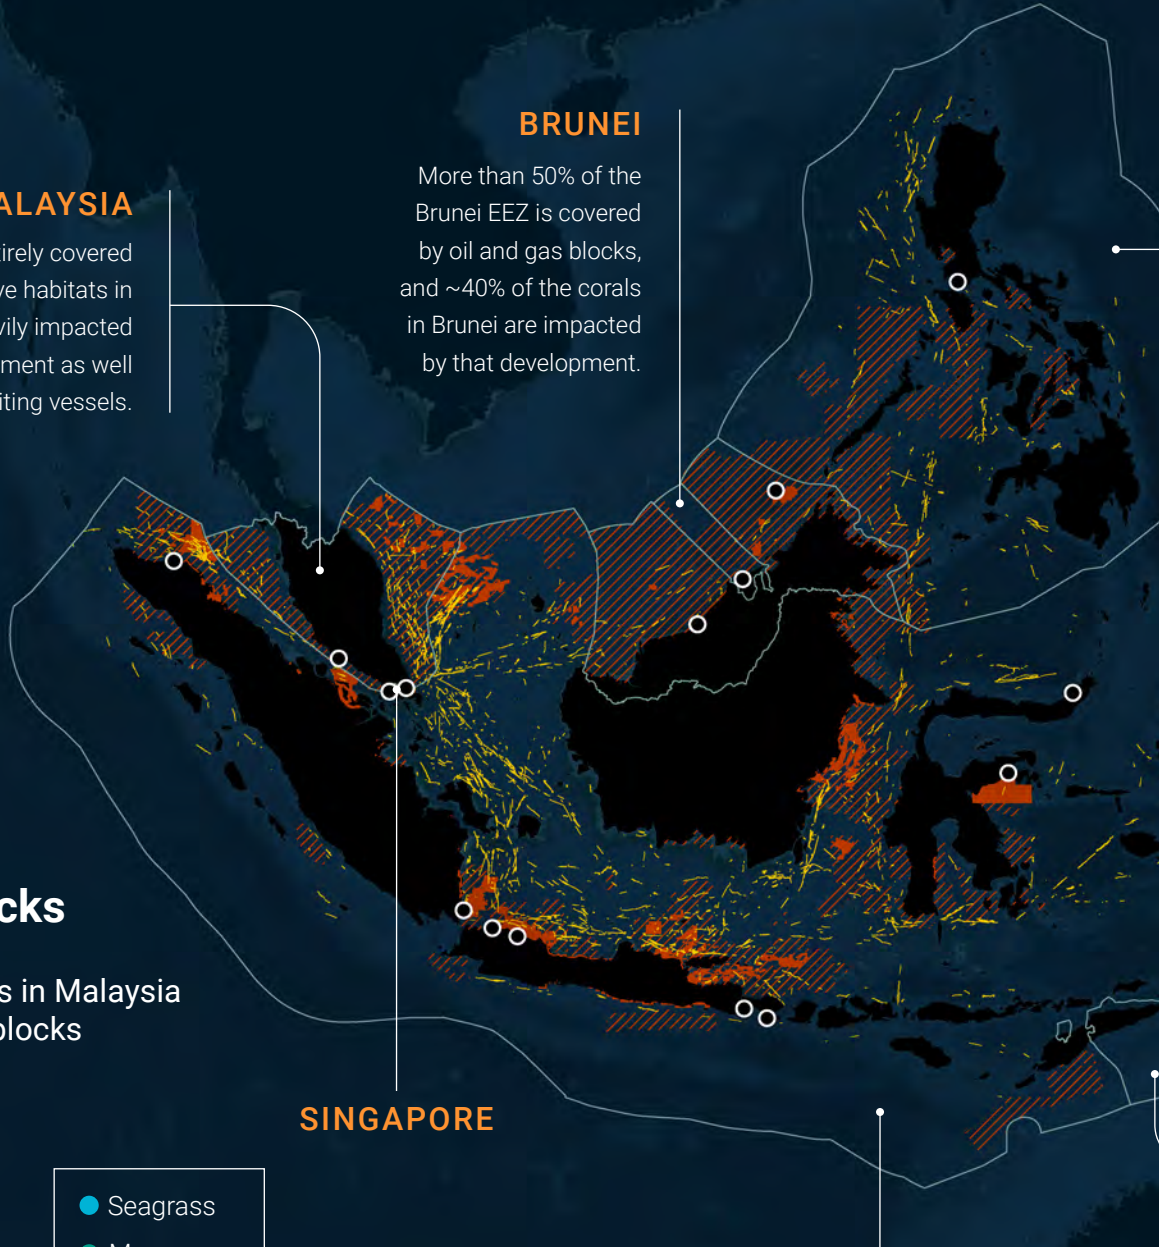 BRUNEI
More than 50% of the
Brunei EEZ is covered
by oil and gas blocks,
and ~40% of the corals
in Brunei are impacted
by that development.
ALAYSIA
tirely covered
ve habitats in
vily impacted
ment as well
iting vessels.
cks
s in Malaysia
blocks
SINGAPORE
Seagrass